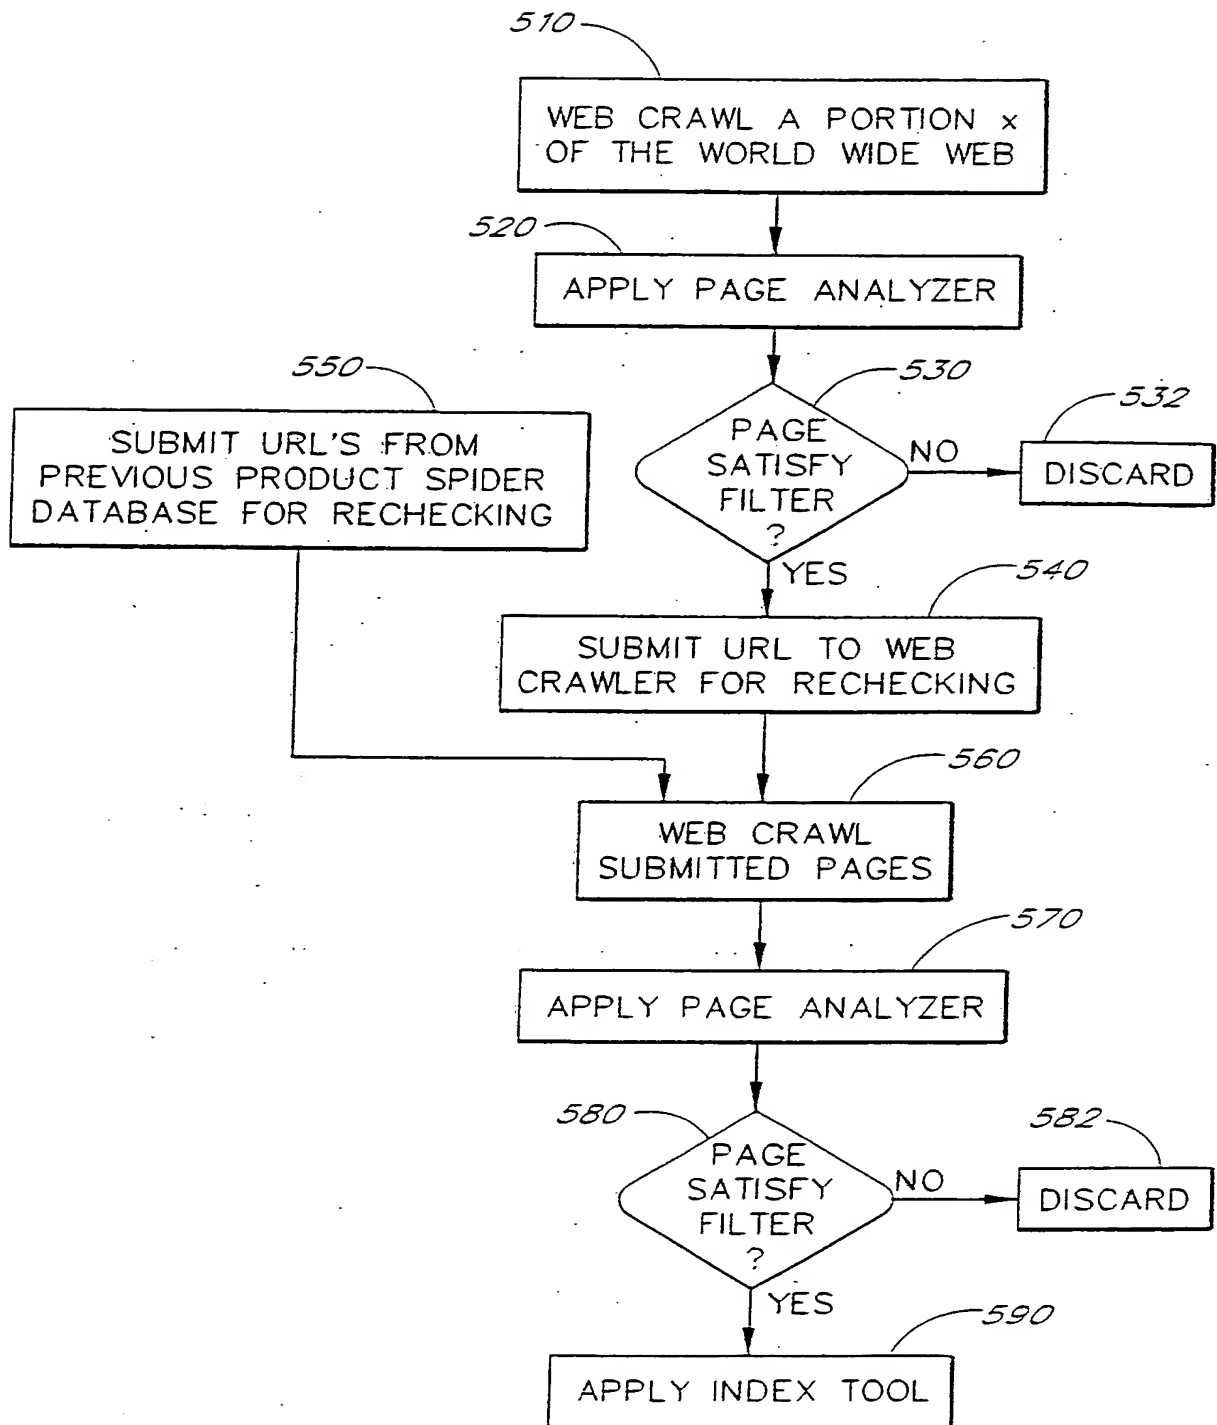 510
WEB CRAWL A PORTION x
OF THE WORLD WIDE WEB
520
APPLY PAGE ANALYZER
530
PAGE
SATISFY
FILTER
?
NO
532
DISCARD
YES
540
SUBMIT URL TO WEB
CRAWLER FOR RECHECKING
550
SUBMIT URL'S FROM
PREVIOUS PRODUCT SPIDER
DATABASE FOR RECHECKING
560
WEB CRAWL
SUBMITTED PAGES
570
APPLY PAGE ANALYZER
580
PAGE
SATISFY
FILTER
?
NO
582
DISCARD
YES
590
APPLY INDEX TOOL